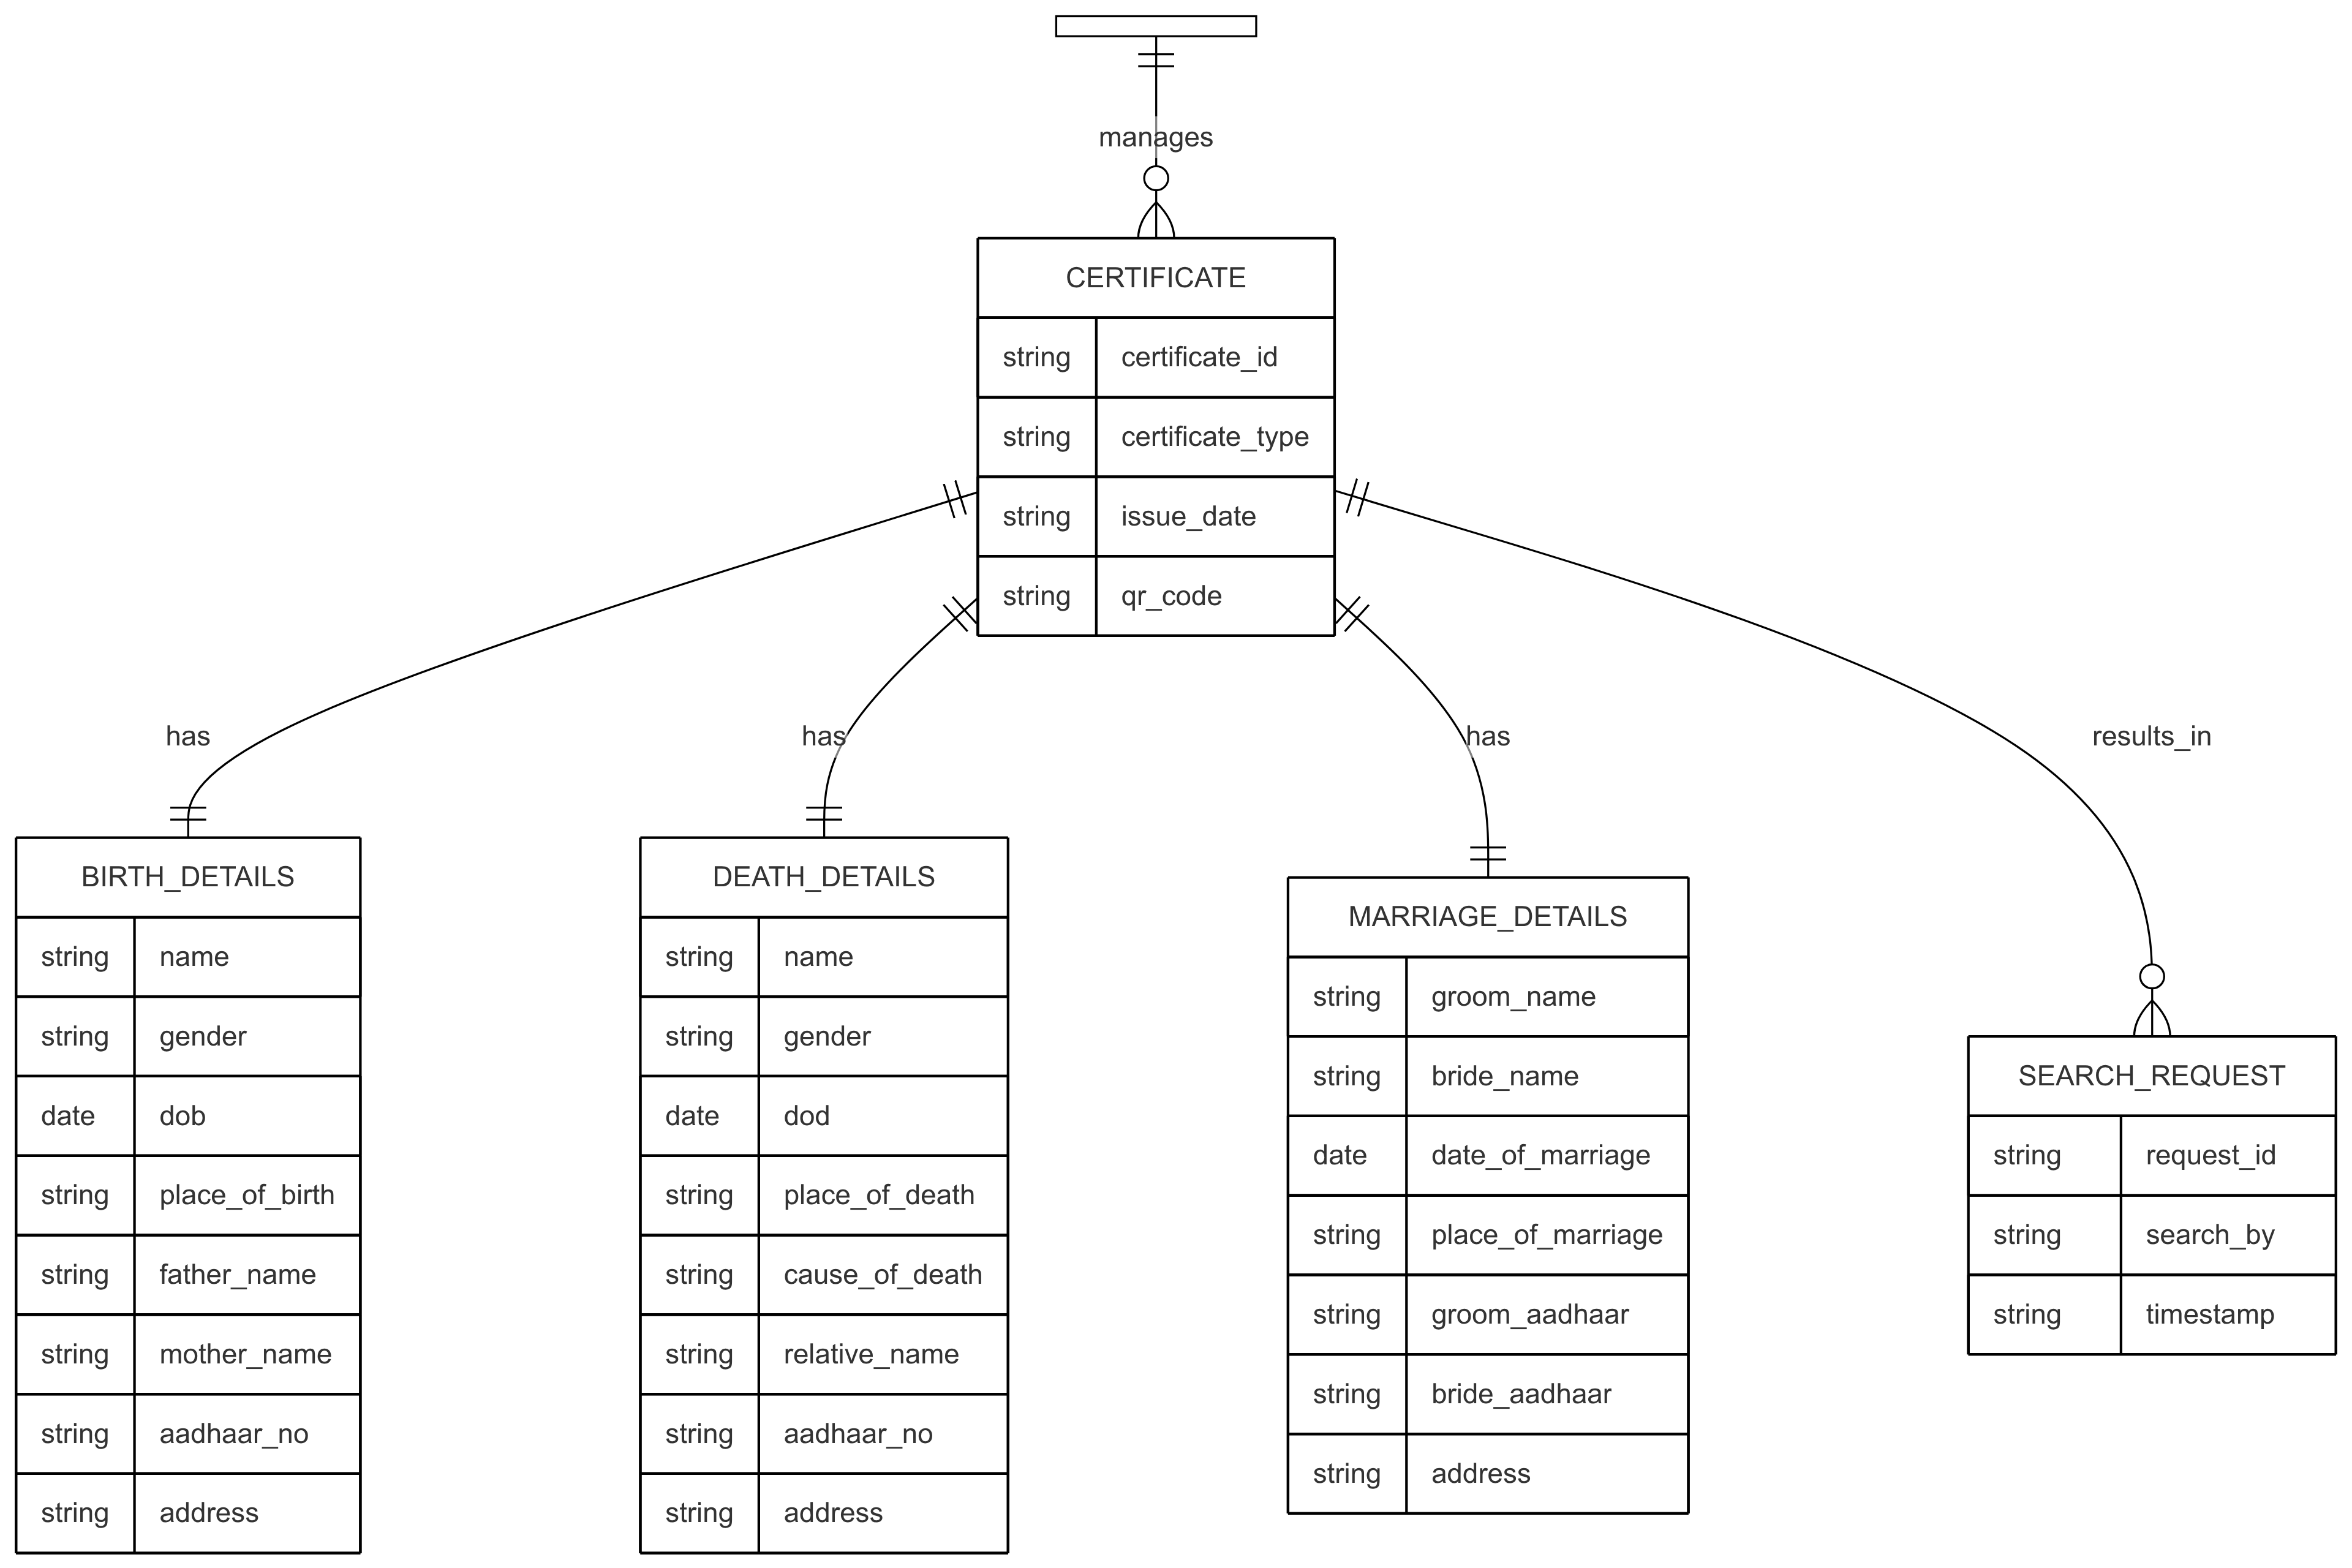 manages
CERTIFICATE
string certificate_id
string certificate_type
string issue_date
string qr_code
has
has
has
results_in
BIRTH_DETAILS
string name
string gender
date dob
string place_of_birth
string father_name
string mother_name
string aadhaar_no
string address
DEATH_DETAILS
string name
string gender
date dod
string place_of_death
string cause_of_death
string relative_name
string aadhaar_no
string address
MARRIAGE_DETAILS
string groom_name
string bride_name
date date_of_marriage
string place_of_marriage
string groom_aadhaar
string bride_aadhaar
string address
SEARCH_REQUEST
string request_id
string search_by
string timestamp